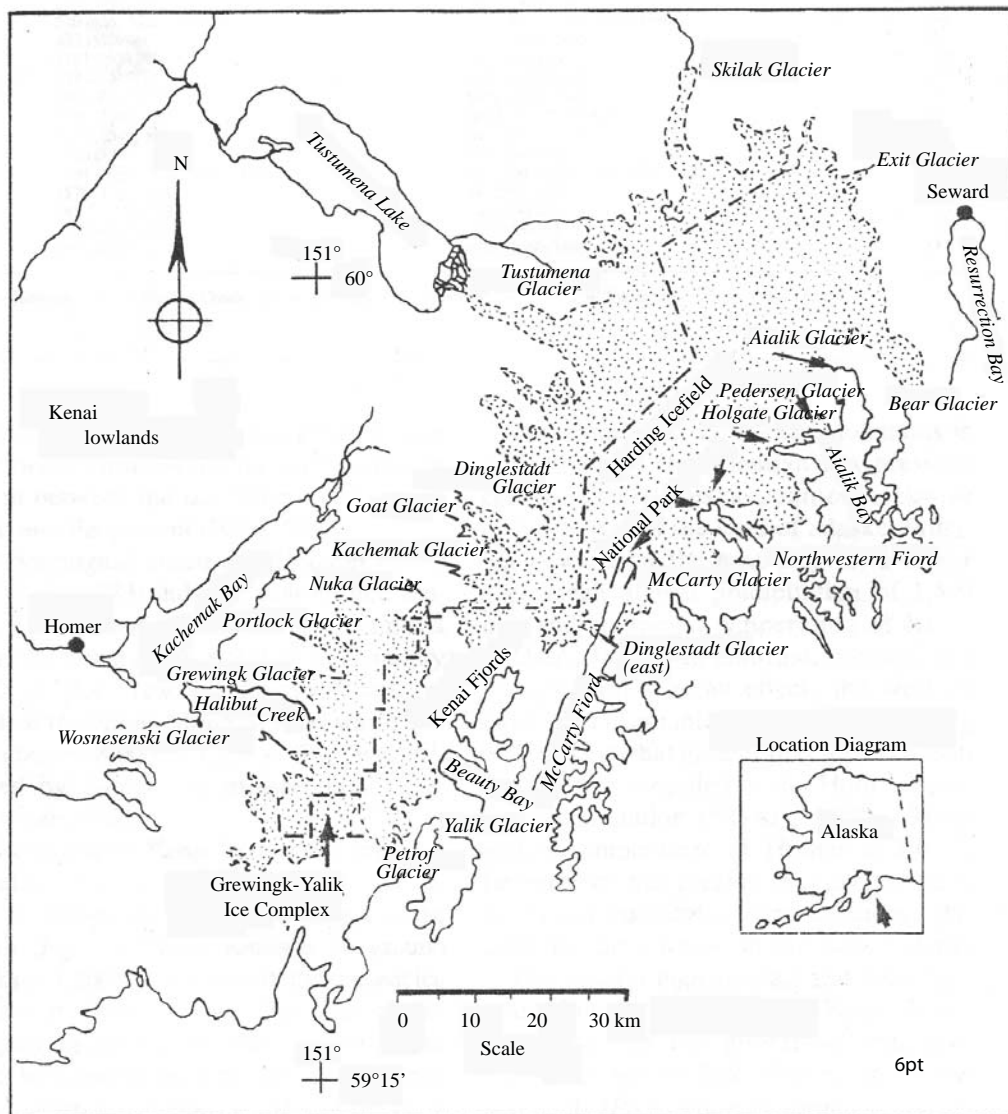 Skilak Glacier
Exit Glacier
Seward
N
Tustumena Lake
151°
60°
Tustumena
Glacier
Resurrection Bay
Aialik Glacier
Pedersen Glacier
Bear Glacier
Holgate Glacier
Kenai
lowlands
Harding Icefield
Aialik Bay
Dinglestadt
Glacier
Goat Glacier
National Park
Kachemak Glacier
Northwestern Fiord
Nuka Glacier
McCarty Glacier
Kachemak Bay
Portlock Glacier
Homer
Dinglestadt Glacier
(east)
Grewingk Glacier
Kenai Fjords
Halibut Creek
McCarty Fiord
Wosnesenski Glacier
Beauty Bay
Location Diagram
Yalik Glacier
Alaska
Petrof
Glacier
Grewingk-Yalik
Ice Complex
0 10 20 30 km
Scale
151°
59°15'
6pt